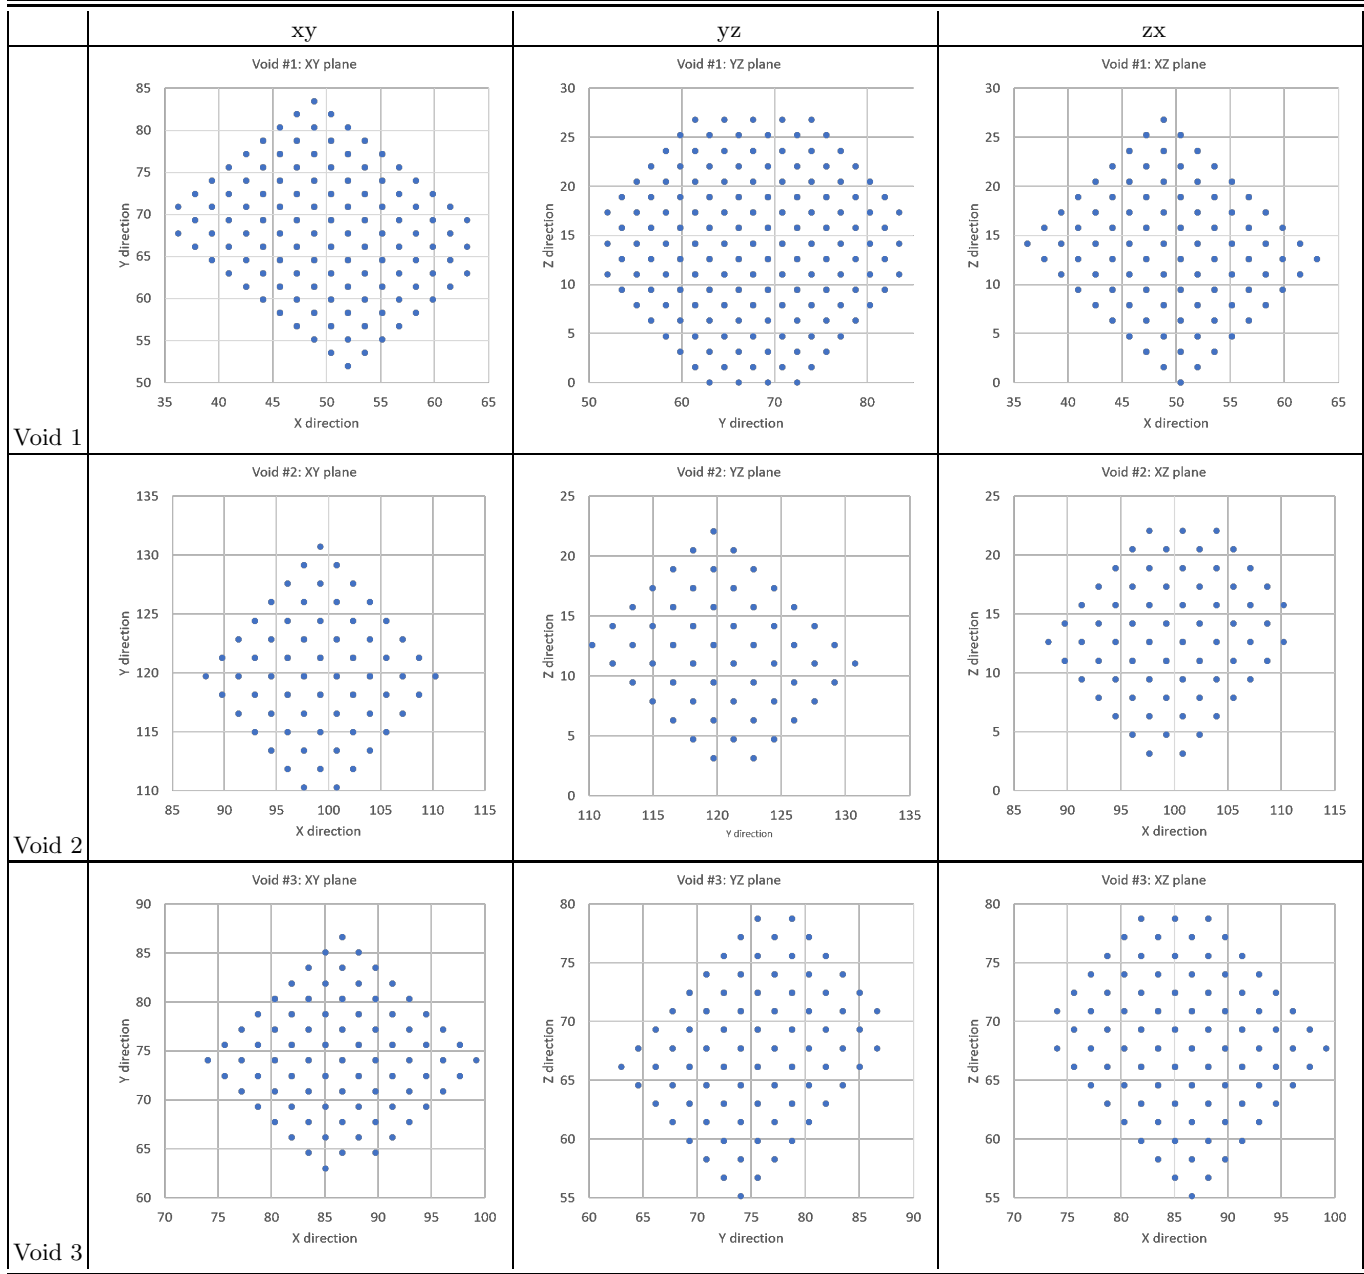 xy yz zx
Void #1: XY plane
85
80
75
70
65
60
55
50
Y direction
35 40 45 50 55 60 65
X direction
Void #1: YZ plane
30
25
20
15
10
5
0
Z direction
50 60 70 80
Y direction
Void #1: XZ plane
30
25
20
15
10
5
0
Z direction
35 40 45 50 55 60 65
X direction
Void 1
Void #2: XY plane
135
130
125
120
115
110
Y direction
85 90 95 100 105 110 115
X direction
Void #2: YZ plane
25
20
15
10
5
0
Z direction
110 115 120 125 130 135
Y direction
Void #2: XZ plane
25
20
15
10
5
0
Z direction
85 90 95 100 105 110 115
X direction
Void 2
Void #3: XY plane
90
85
80
75
70
65
60
Y direction
70 75 80 85 90 95 100
X direction
Void #3: YZ plane
80
75
70
65
60
55
Z direction
60 65 70 75 80 85 90
Y direction
Void #3: XZ plane
80
75
70
65
60
55
Z direction
70 75 80 85 90 95 100
X direction
Void 3